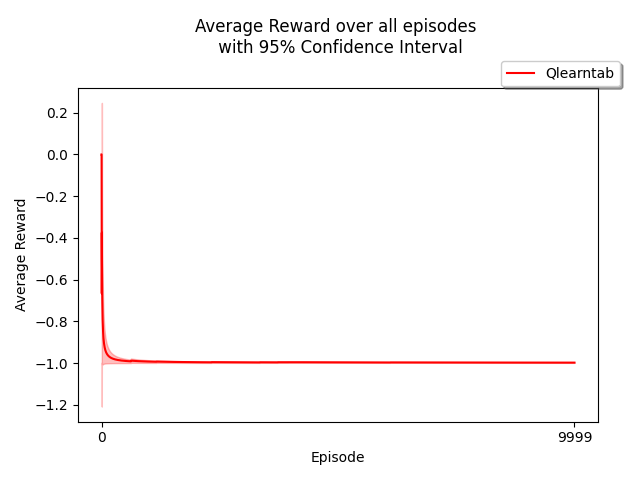 Average Reward over all episodes
with 95% Confidence Interval
Qlearntab
0.2
0.0
−0.2
−0.4
−0.6
−0.8
−1.0
−1.2
Average Reward
0
9999
Episode